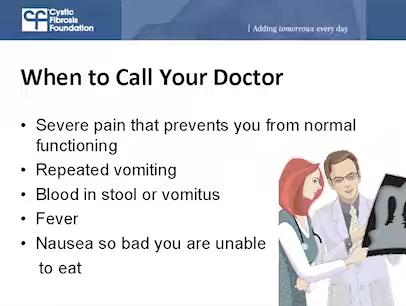 Cystic
Fibrosis
Foundation
Adding tomorrows every day.
When to Call Your Doctor
• Severe pain that prevents you from normal
functioning
• Repeated vomiting
• Blood in stool or vomitus
• Fever
• Nausea so bad you are unable
to eat